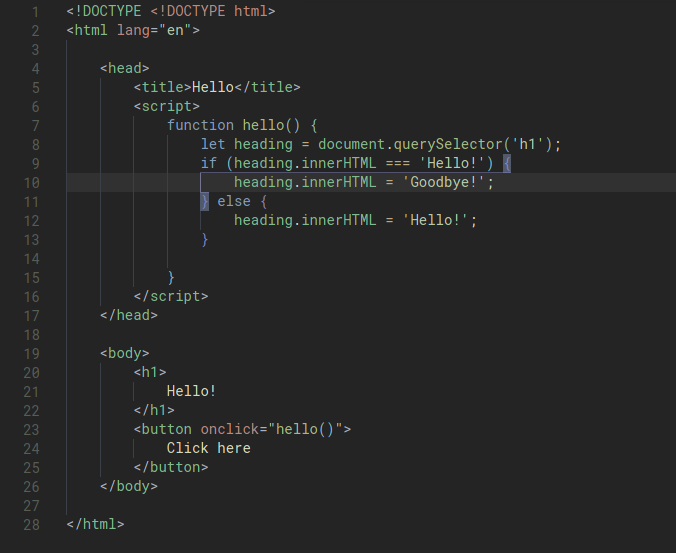 1 <!DOCTYPE <!DOCTYPE html>
2 <html lang="en">
3
4 <head>
5 <title>Hello</title>
6 <script>
7 function hello() {
8 let heading = document.querySelector('h1');
9 if (heading.innerHTML === 'Hello!') {
10 heading.innerHTML = 'Goodbye!';
11 } else {
12 heading.innerHTML = 'Hello!';
13 }
14
15 }
16 </script>
17 </head>
18
19 <body>
20 <h1>
21 Hello!
22 </h1>
23 <button onclick="hello()">
24 Click here
25 </button>
26 </body>
27
28 </html>